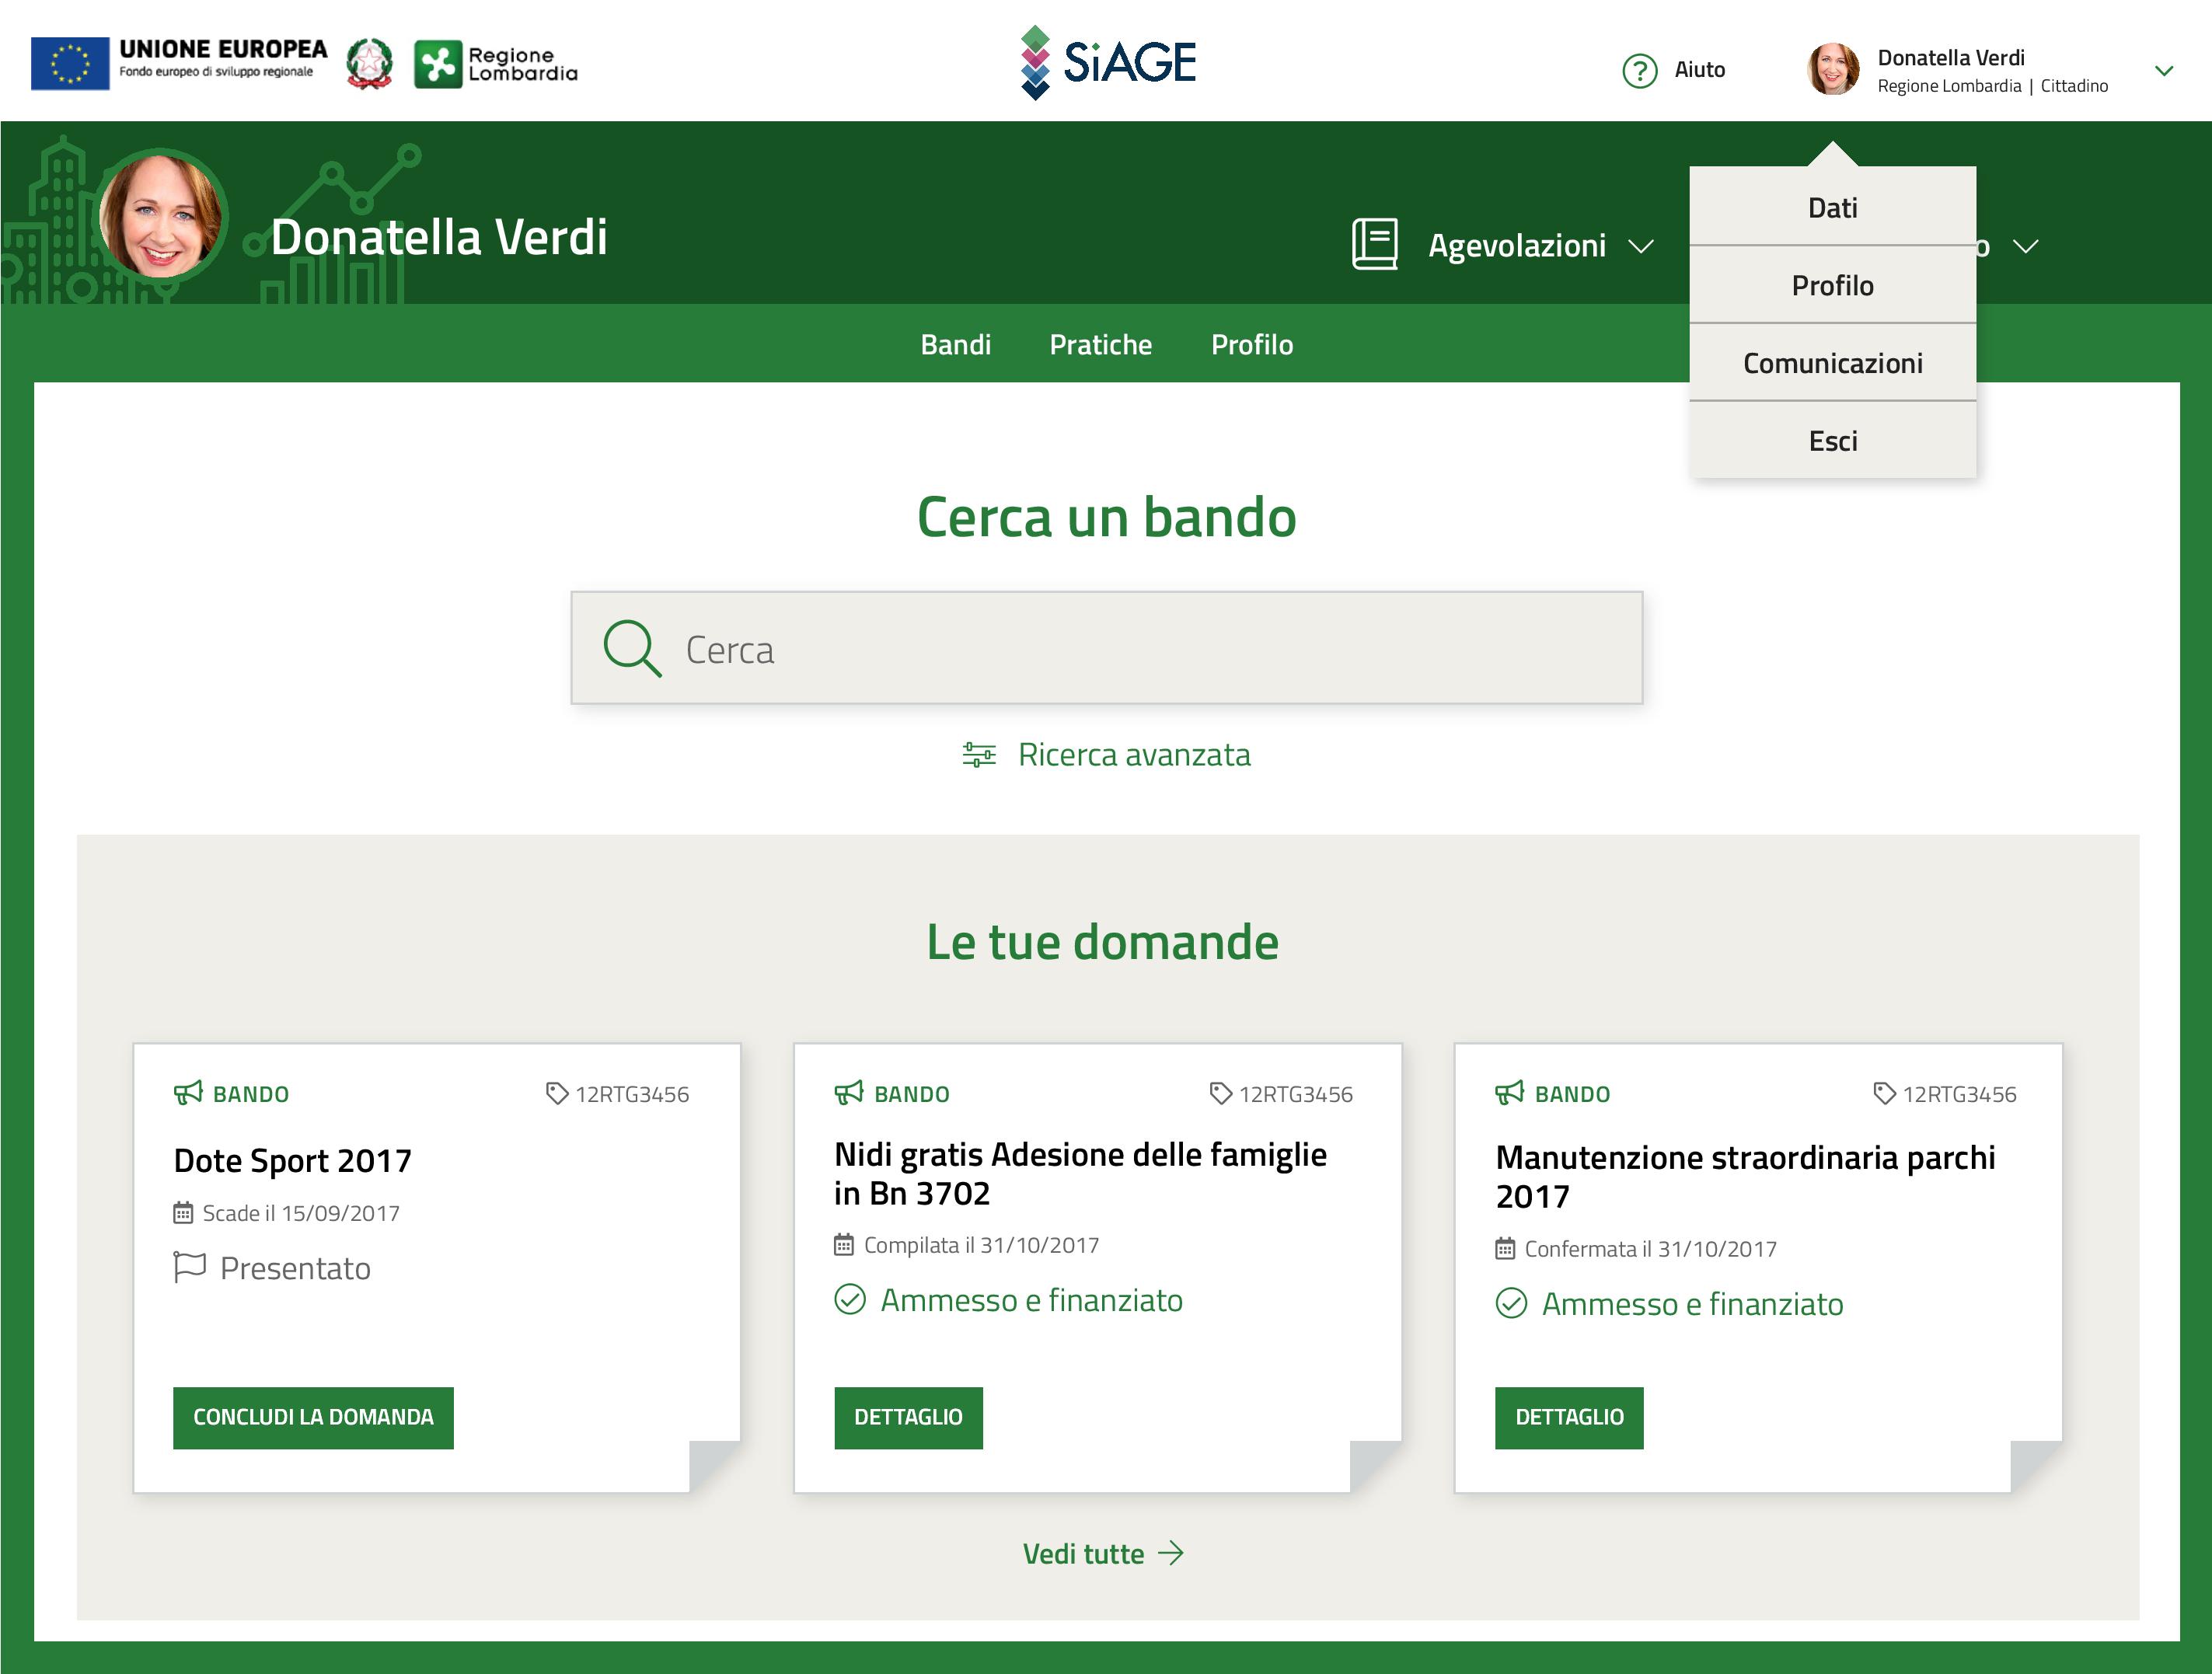 UNIONE EUROPEA
Fondo europeo di sviluppo regionale
Regione
Lombardia
SiAGE
Aiuto
Donatella Verdi
Regione Lombardia | Cittadino
Donatella Verdi
Agevolazioni
Dati
Profilo
Comunicazioni
Esci
Bandi Pratiche Profilo
Cerca un bando
Cerca
Ricerca avanzata
Le tue domande
BANDO 12RTG3456
Dote Sport 2017
Scade il 15/09/2017
Presentato
CONCLUDI LA DOMANDA
BANDO 12RTG3456
Nidi gratis Adesione delle famiglie
in Bn 3702
Compilata il 31/10/2017
Ammesso e finanziato
DETTAGLIO
BANDO 12RTG3456
Manutenzione straordinaria parchi
2017
Confermata il 31/10/2017
Ammesso e finanziato
DETTAGLIO
Vedi tutte